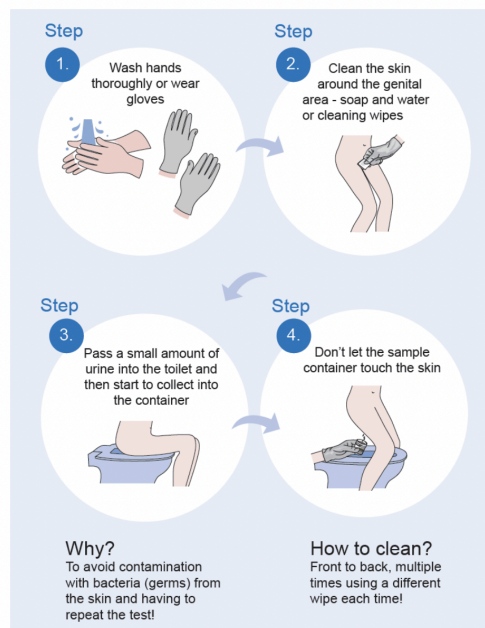 Step
1.
Wash hands
thoroughly or wear
gloves
Step
2.
Clean the skin
around the genital
area - soap and water
or cleaning wipes
Step
3.
Pass a small amount of
urine into the toilet and
then start to collect into
the container
Step
4.
Don't let the sample
container touch the skin
Why?
To avoid contamination
with bacteria (germs) from
the skin and having to
repeat the test!
How to clean?
Front to back, multiple
times using a different
wipe each time!